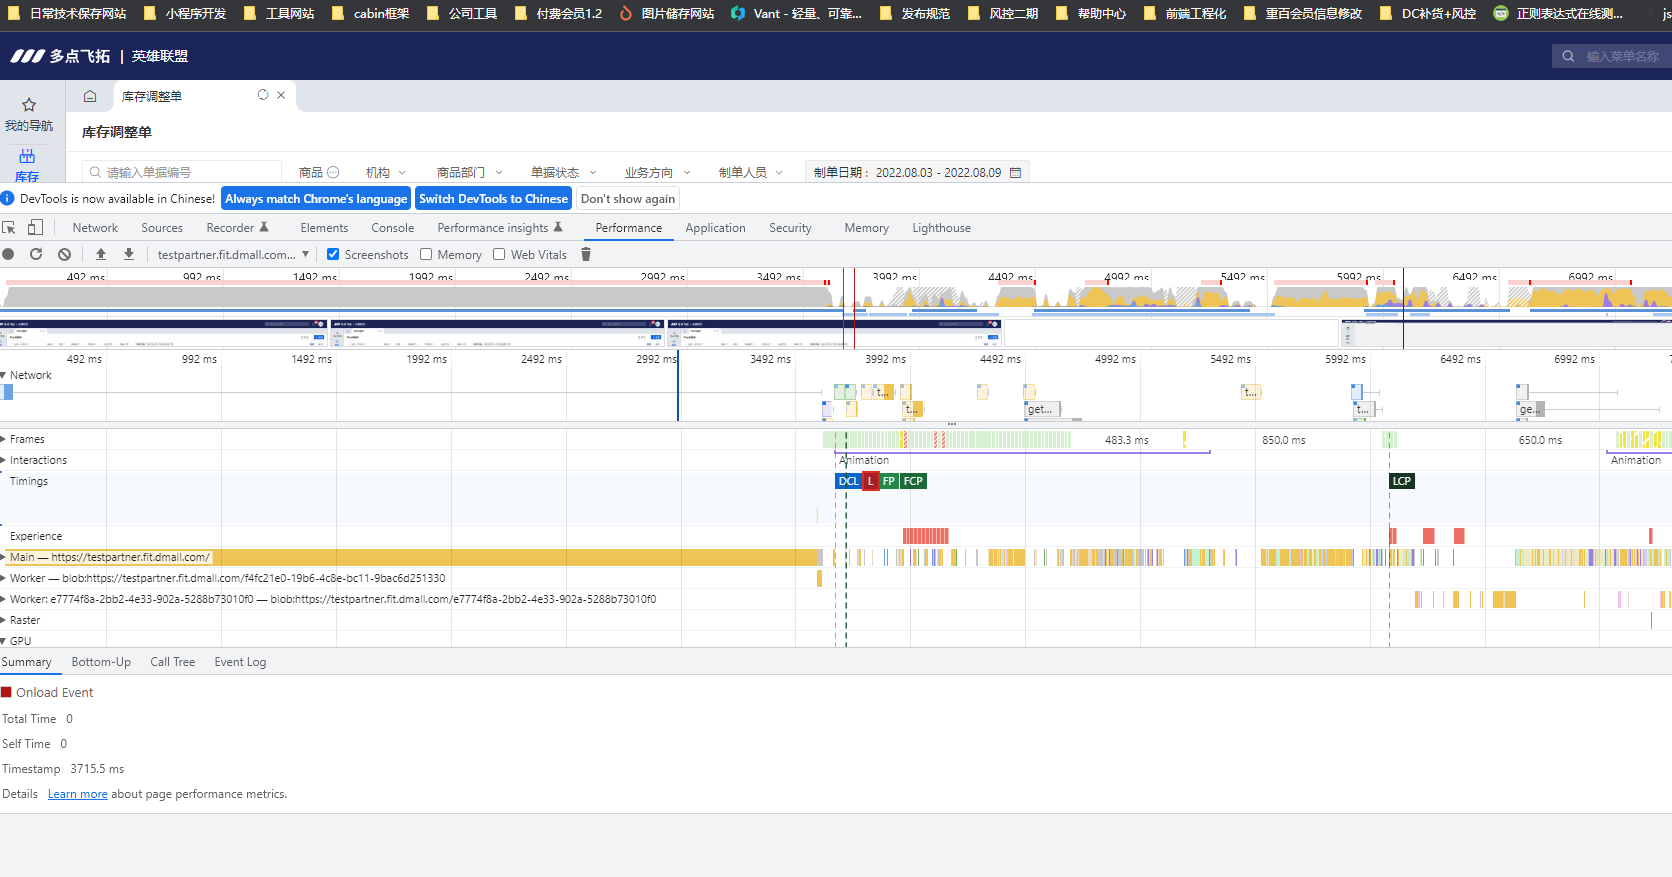 日常技术保存网站 小程序开发 工具网站 cabin框架 公司工具 付费会员1.2 图片储存网站 Vant - 轻量、可靠... 发布规范 风控二期 帮助中心 前端工程化 重百会员信息修改 DC补货+风控 正则表达式在线测... js
多点飞拓 | 英雄联盟 输入菜单名称
我的导航 库存调整单
库存调整单
库存 请输入单据编号 商品 机构 商品部门 单据状态 业务方向 制单人员 制单日期： 2022.08.03 - 2022.08.09
DevTools is now available in Chinese! Always match Chrome's language Switch DevTools to Chinese Don't show again
Network Sources Recorder Elements Console Performance insights Performance Application Security Memory Lighthouse
testpartner.fit.dmall.com... Screenshots Memory Web Vitals
492 ms 992 ms 1492 ms 1992 ms 2492 ms 2992 ms 3492 ms 3992 ms 4492 ms 4992 ms 5492 ms 5992 ms 6492 ms 6992 ms
492 ms 992 ms 1492 ms 1992 ms 2492 ms 2992 ms 3492 ms 3992 ms 4492 ms 4992 ms 5492 ms 5992 ms 6492 ms 6992 ms
Network
t... t...
t... get... t... ge...
Frames 483.3 ms 850.0 ms 650.0 ms
Interactions Animation Animation
Timings DCL L FP FCP LCP
Experience
Main — https://testpartner.fit.dmall.com/
Worker — blob:https://testpartner.fit.dmall.com/f4fc21e0-19b6-4c8e-bc11-9bac6d251330
Worker: e7774f8a-2bb2-4e33-902a-5288b73010f0 — blob:https://testpartner.fit.dmall.com/e7774f8a-2bb2-4e33-902a-5288b73010f0
Raster
GPU
Summary Bottom-Up Call Tree Event Log
Onload Event
Total Time 0
Self Time 0
Timestamp 3715.5 ms
Details Learn more about page performance metrics.